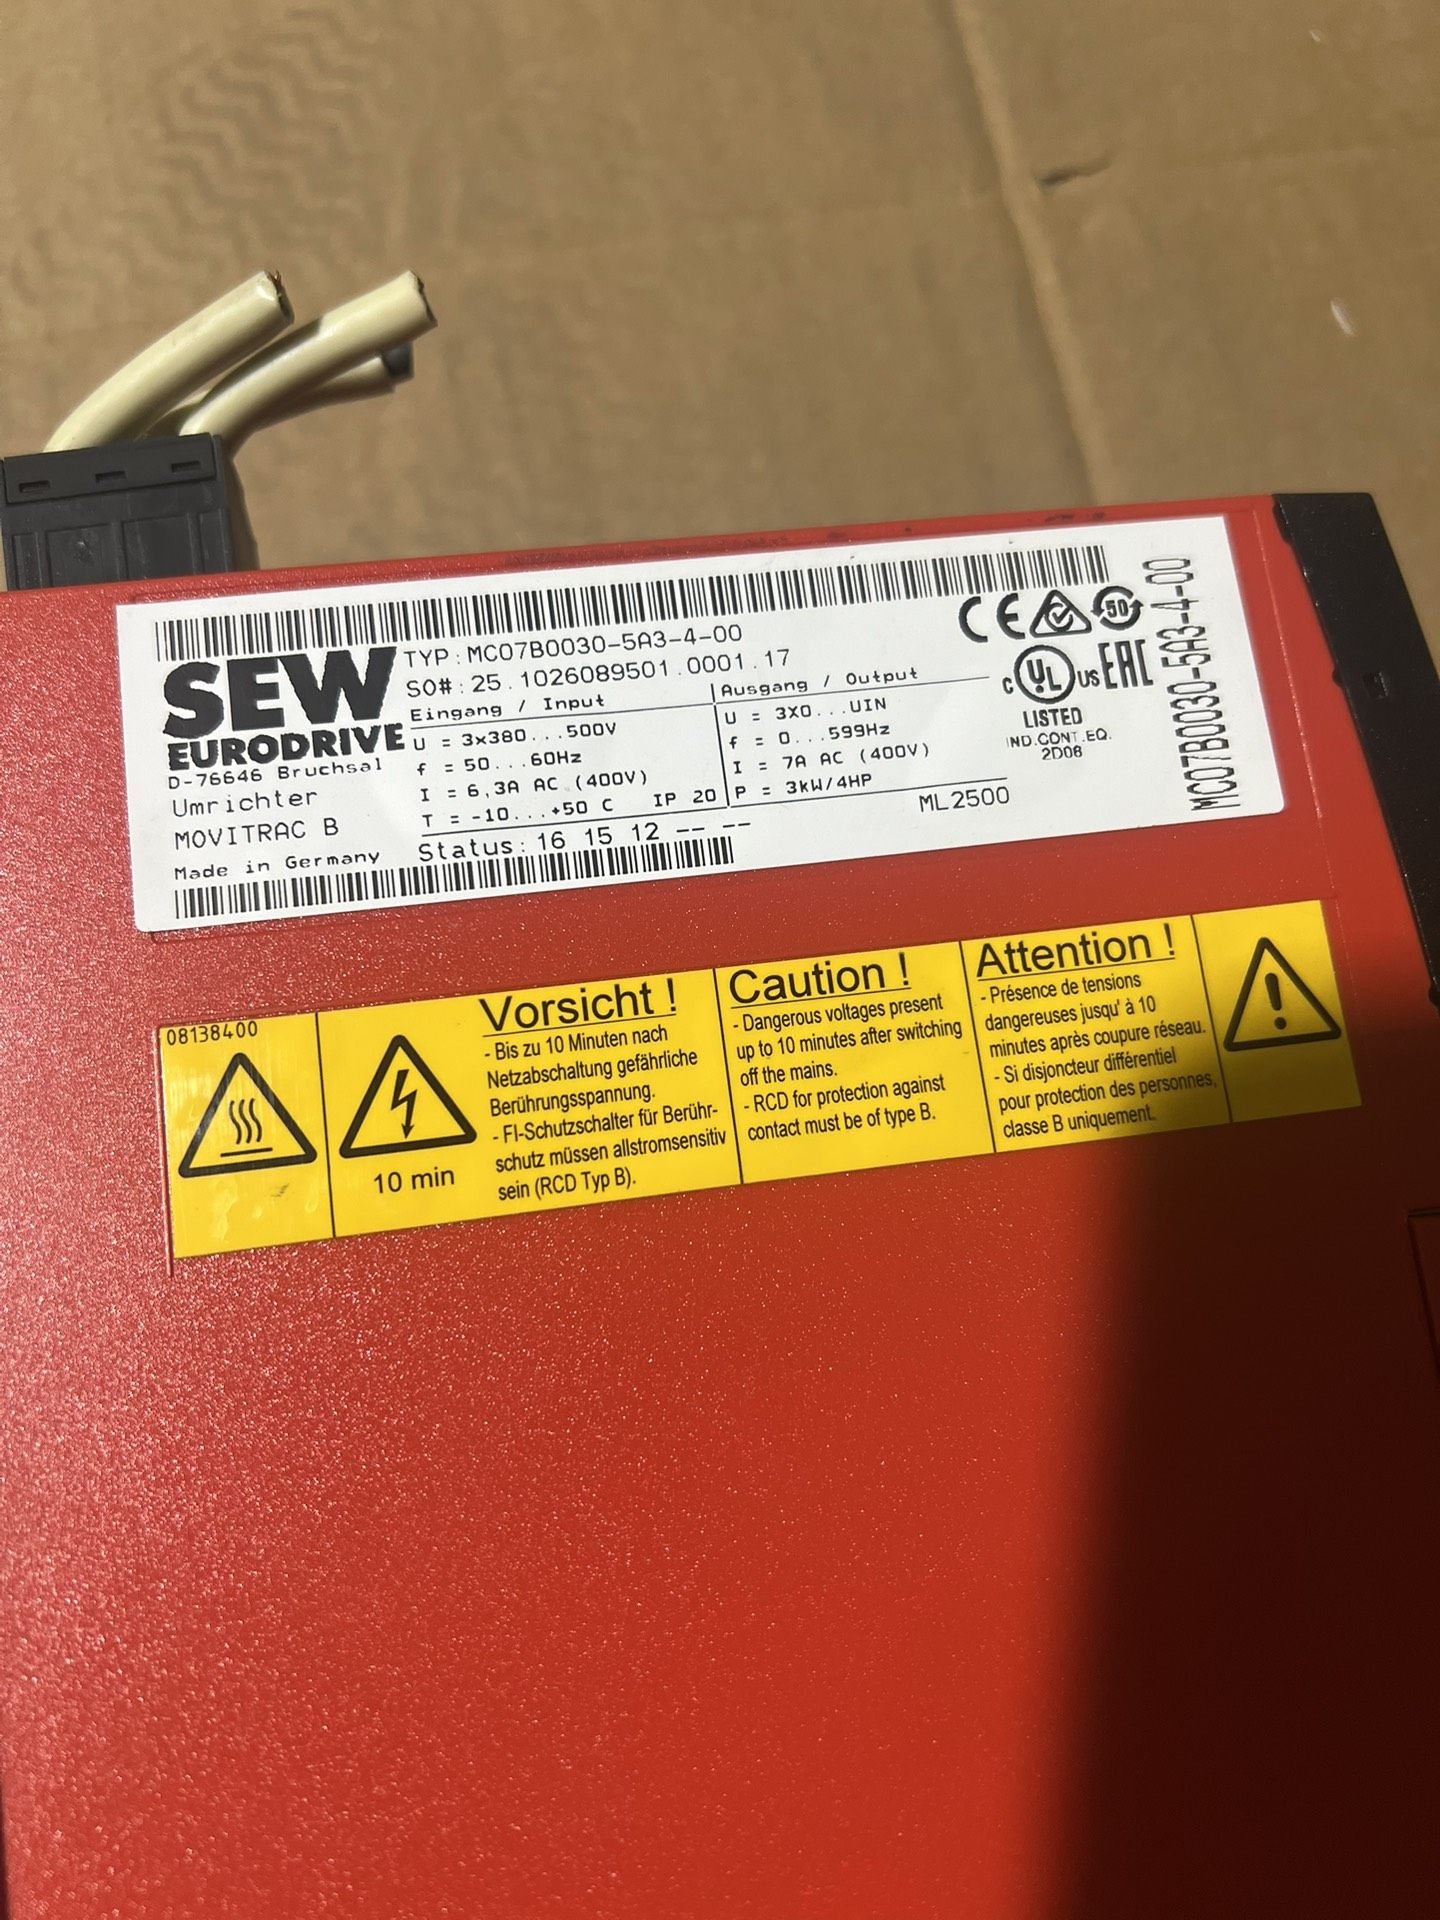 SEW
EURODRIVE
D-76646 Bruchsal
Umrichter
MOVITRAC B
Made in Germany
TYP: MC07B0030-5A3-4-00
SO#: 25.1026089501.0001.17
Eingang / Input
U = 3x380...500V
f = 50...60Hz
I = 6,3A AC (400V)
T = -10...+50 C IP 20
Status: 16 15 12 -- --
Ausgang / Output
U = 3X0...UIN
f = 0...599Hz
I = 7A AC (400V)
P = 3kW/4HP
ML2500
CE
50
c UL US EAC
LISTED
IND.CONT.EQ.
2D06
MC07B0030-5A3-4-00
08138400
10 min
Vorsicht !
- Bis zu 10 Minuten nach
Netzabschaltung gefährliche
Berührungsspannung.
- FI-Schutzschalter für Berühr-
schutz müssen allstromsensitiv
sein (RCD Typ B).
Caution !
- Dangerous voltages present
up to 10 minutes after switching
off the mains.
- RCD for protection against
contact must be of type B.
Attention !
- Présence de tensions
dangereuses jusqu' à 10
minutes après coupure réseau.
- Si disjoncteur différentiel
pour protection des personnes,
classe B uniquement.